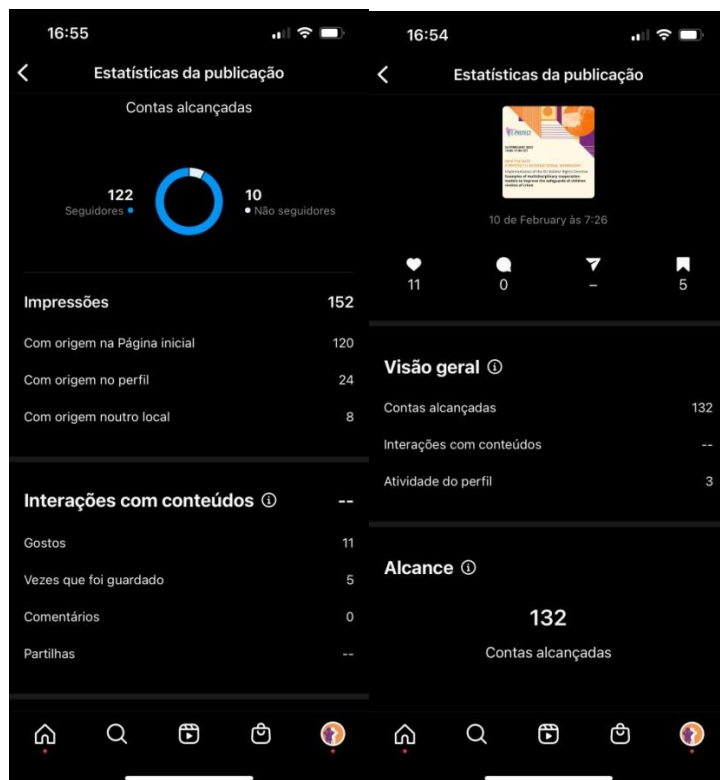 16:55
Estatísticas da publicação
Contas alcançadas
122
Seguidores
10
Não seguidores
Impressões 152
Com origem na Página inicial 120
Com origem no perfil 24
Com origem noutro local 8
Interações com conteúdos --
Gostos 11
Vezes que foi guardado 5
Comentários 0
Partilhas --
16:54
Estatísticas da publicação
10 de February às 7:26
11 0 – 5
Visão geral
Contas alcançadas 132
Interações com conteúdos --
Atividade do perfil 3
Alcance
132
Contas alcançadas